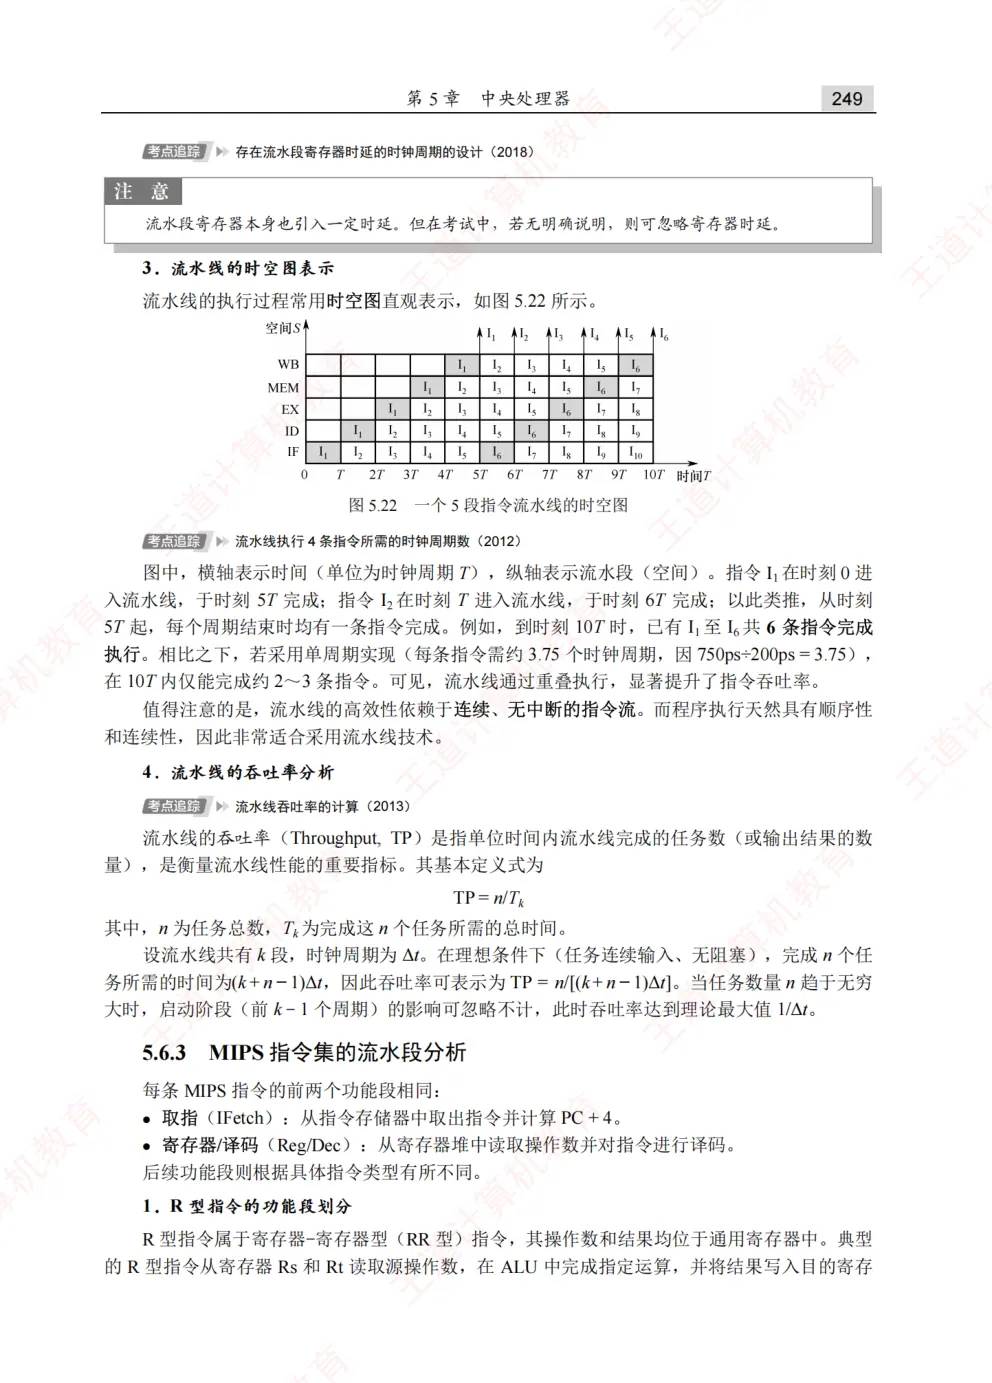 第 5 章 中央处理器
249
考点追踪 存在流水段寄存器时延的时钟周期的设计（2018）
注 意
流水段寄存器本身也引入一定时延。但在考试中，若无明确说明，则可忽略寄存器时延。
3．流水线的时空图表示
流水线的执行过程常用时空图直观表示，如图 5.22 所示。
空间S I₁ I₂ I₃ I₄ I₅ I₆
WB I₁ I₂ I₃ I₄ I₅ I₆
MEM I₁ I₂ I₃ I₄ I₅ I₆ I₇
EX I₁ I₂ I₃ I₄ I₅ I₆ I₇ I₈
ID I₁ I₂ I₃ I₄ I₅ I₆ I₇ I₈ I₉
IF I₁ I₂ I₃ I₄ I₅ I₆ I₇ I₈ I₉ I₁₀
0 T 2T 3T 4T 5T 6T 7T 8T 9T 10T 时间T
图 5.22 一个 5 段指令流水线的时空图
考点追踪 流水线执行 4 条指令所需的时钟周期数（2012）
图中，横轴表示时间（单位为时钟周期 T），纵轴表示流水段（空间）。指令 I₁在时刻 0 进
入流水线，于时刻 5T 完成；指令 I₂在时刻 T 进入流水线，于时刻 6T 完成；以此类推，从时刻
5T 起，每个周期结束时均有一条指令完成。例如，到时刻 10T 时，已有 I₁至 I₆共 6 条指令完成
执行。相比之下，若采用单周期实现（每条指令需约 3.75 个时钟周期，因 750ps÷200ps = 3.75），
在 10T 内仅能完成约 2～3 条指令。可见，流水线通过重叠执行，显著提升了指令吞吐率。
值得注意的是，流水线的高效性依赖于连续、无中断的指令流。而程序执行天然具有顺序性
和连续性，因此非常适合采用流水线技术。
4．流水线的吞吐率分析
考点追踪 流水线吞吐率的计算（2013）
流水线的吞吐率（Throughput, TP）是指单位时间内流水线完成的任务数（或输出结果的数
量），是衡量流水线性能的重要指标。其基本定义式为
TP = n/Tₖ
其中，n 为任务总数，Tₖ为完成这 n 个任务所需的总时间。
设流水线共有 k 段，时钟周期为 Δt。在理想条件下（任务连续输入、无阻塞），完成 n 个任
务所需的时间为(k + n − 1)Δt，因此吞吐率可表示为 TP = n/[(k + n − 1)Δt]。当任务数量 n 趋于无穷
大时，启动阶段（前 k − 1 个周期）的影响可忽略不计，此时吞吐率达到理论最大值 1/Δt。
5.6.3 MIPS 指令集的流水段分析
每条 MIPS 指令的前两个功能段相同：
● 取指（IFetch）：从指令存储器中取出指令并计算 PC + 4。
● 寄存器/译码（Reg/Dec）：从寄存器堆中读取操作数并对指令进行译码。
后续功能段则根据具体指令类型有所不同。
1．R 型指令的功能段划分
R 型指令属于寄存器–寄存器型（RR 型）指令，其操作数和结果均位于通用寄存器中。典型
的 R 型指令从寄存器 Rs 和 Rt 读取源操作数，在 ALU 中完成指定运算，并将结果写入目的寄存
王道计算机教育